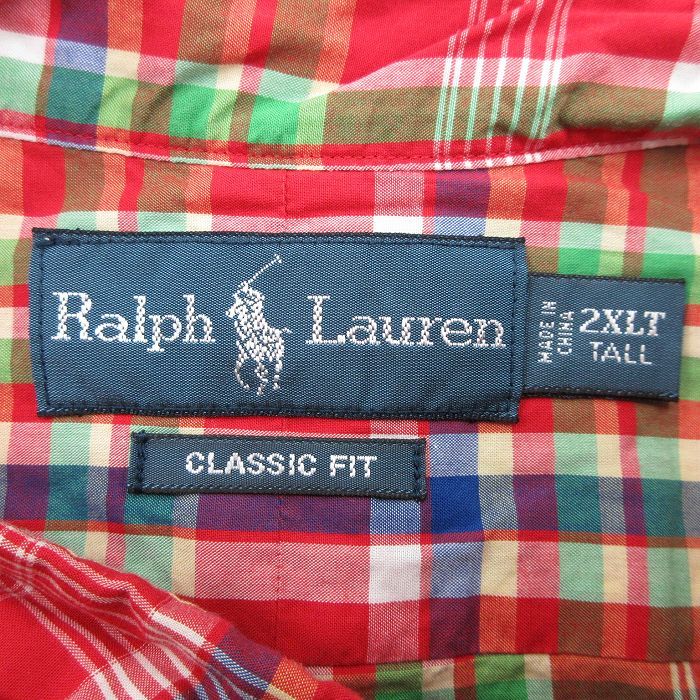 Ralph Lauren
MADE IN
CHINA
2XLT
TALL
CLASSIC FIT